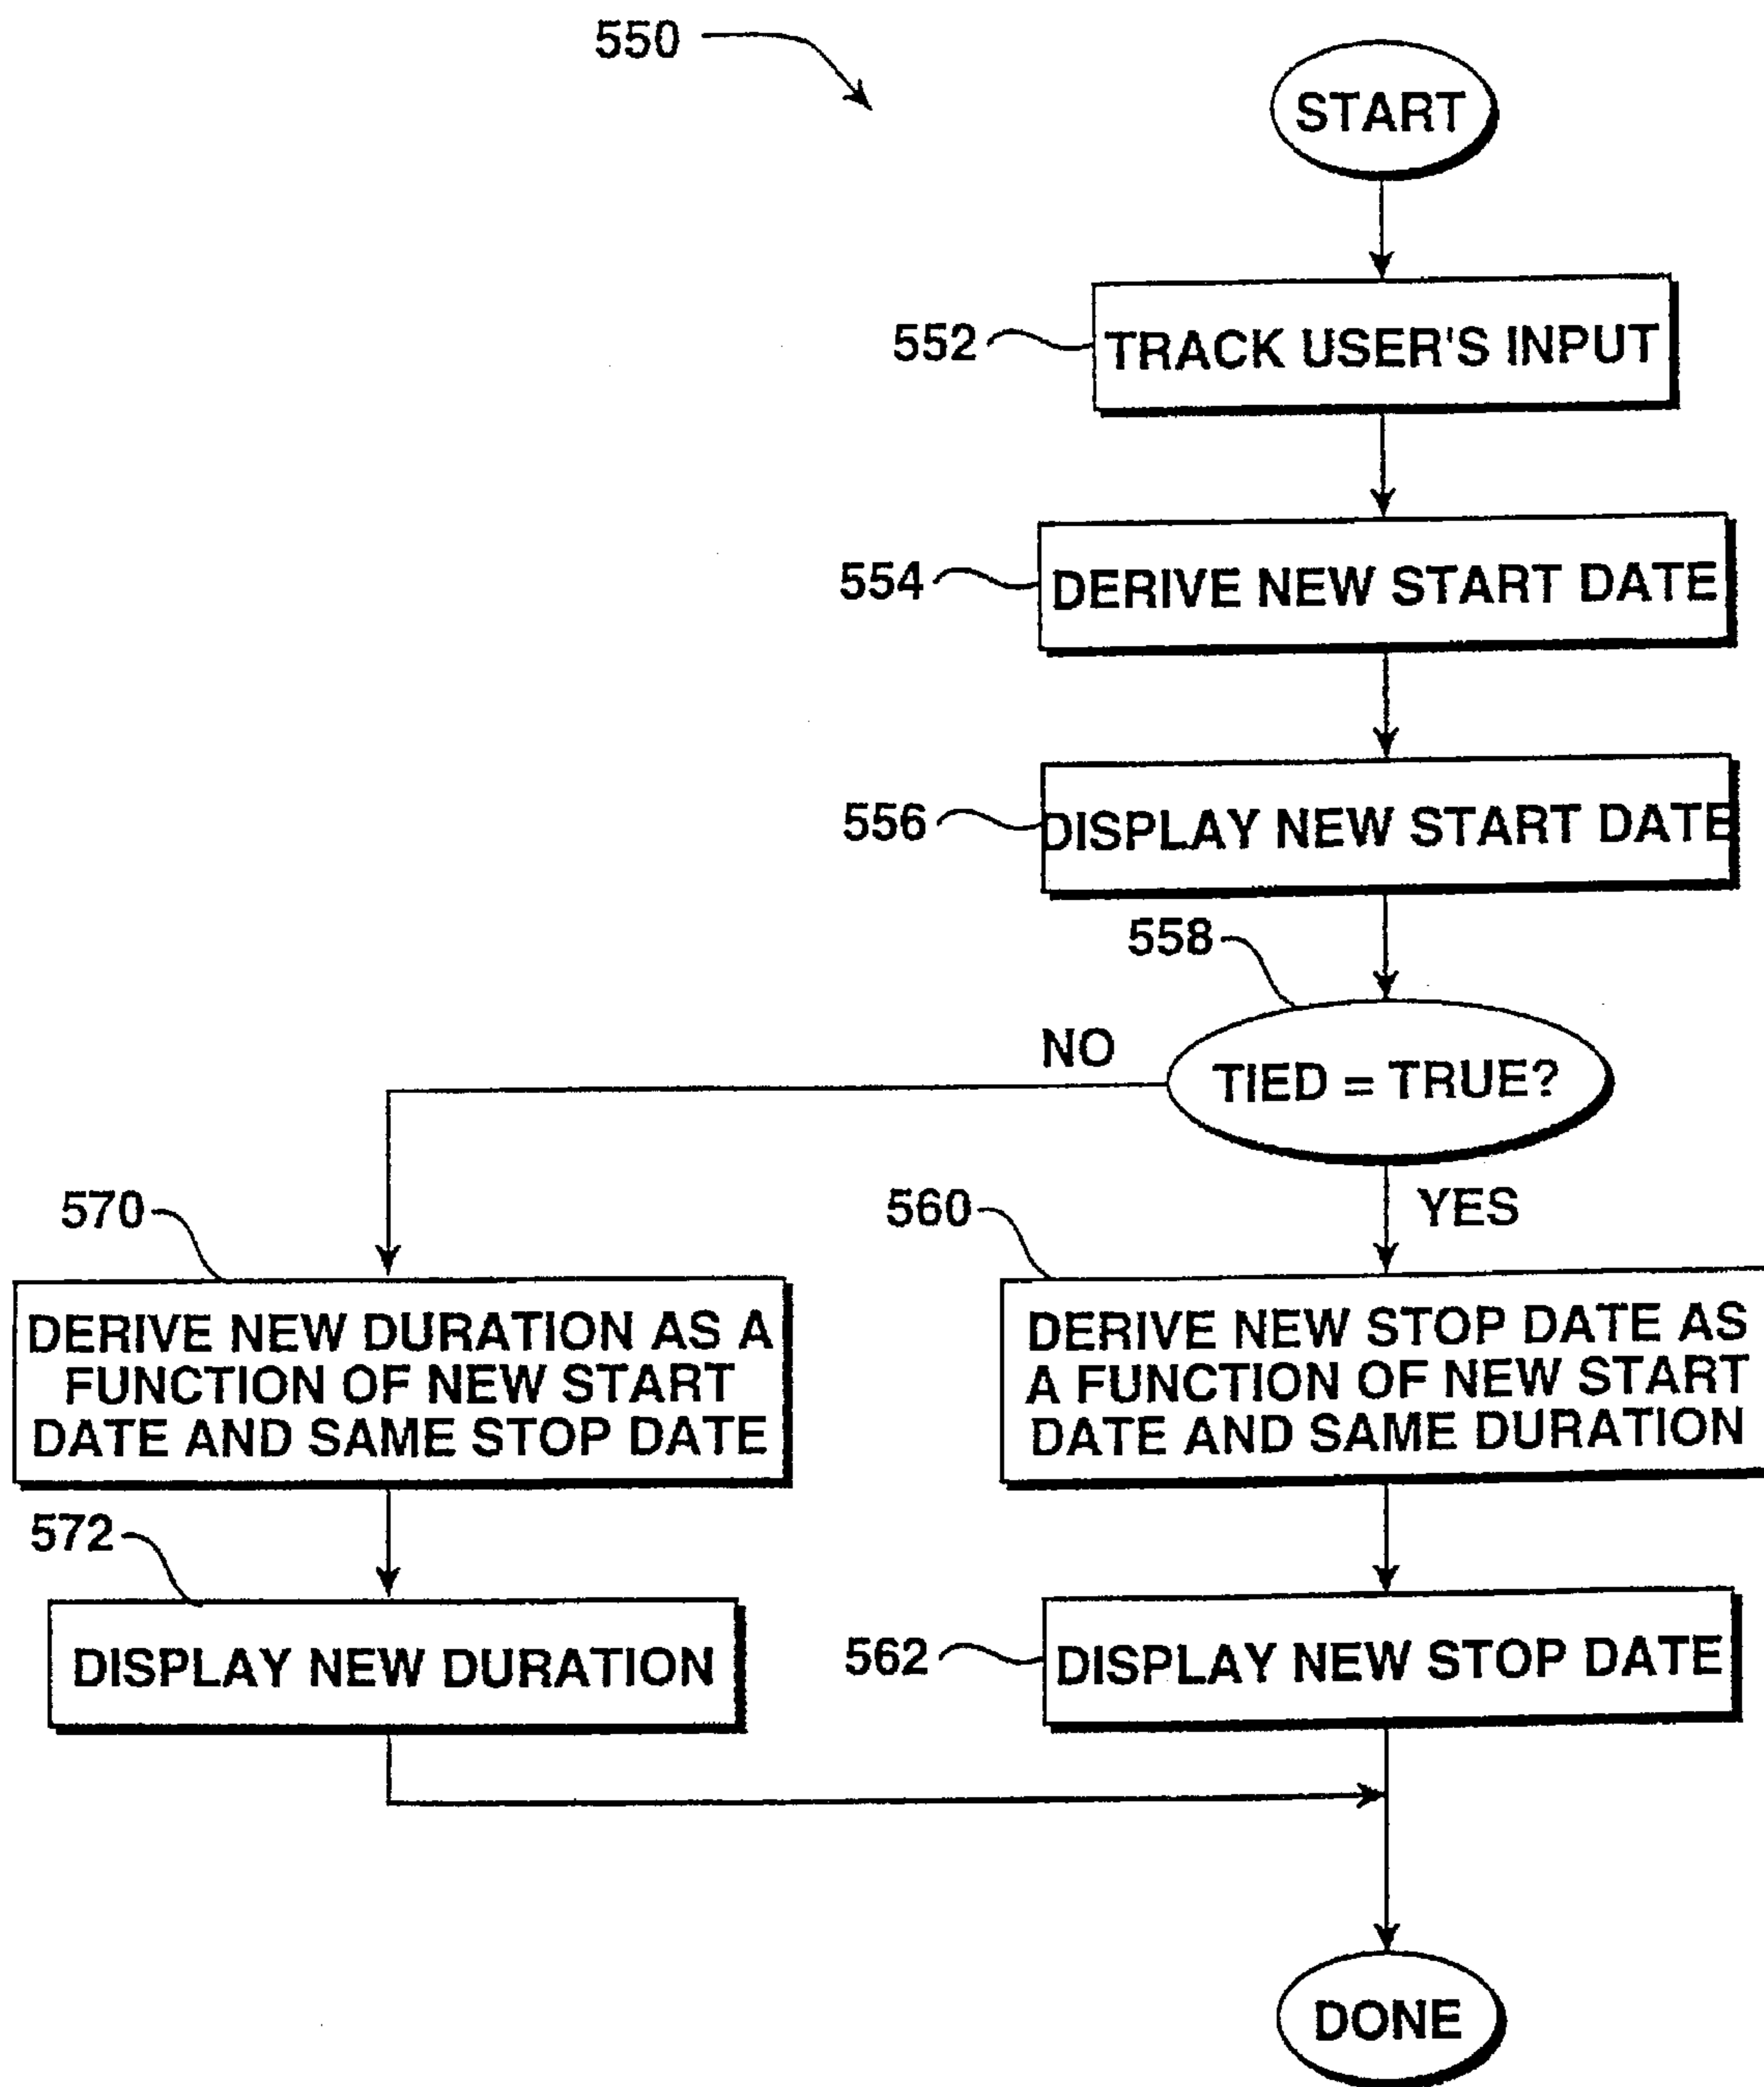 550
START
552
TRACK USER'S INPUT
554
DERIVE NEW START DATE
556
DISPLAY NEW START DATE
558
NO
TIED = TRUE?
YES
570
DERIVE NEW DURATION AS A
FUNCTION OF NEW START
DATE AND SAME STOP DATE
560
DERIVE NEW STOP DATE AS
A FUNCTION OF NEW START
DATE AND SAME DURATION
572
DISPLAY NEW DURATION
562
DISPLAY NEW STOP DATE
DONE